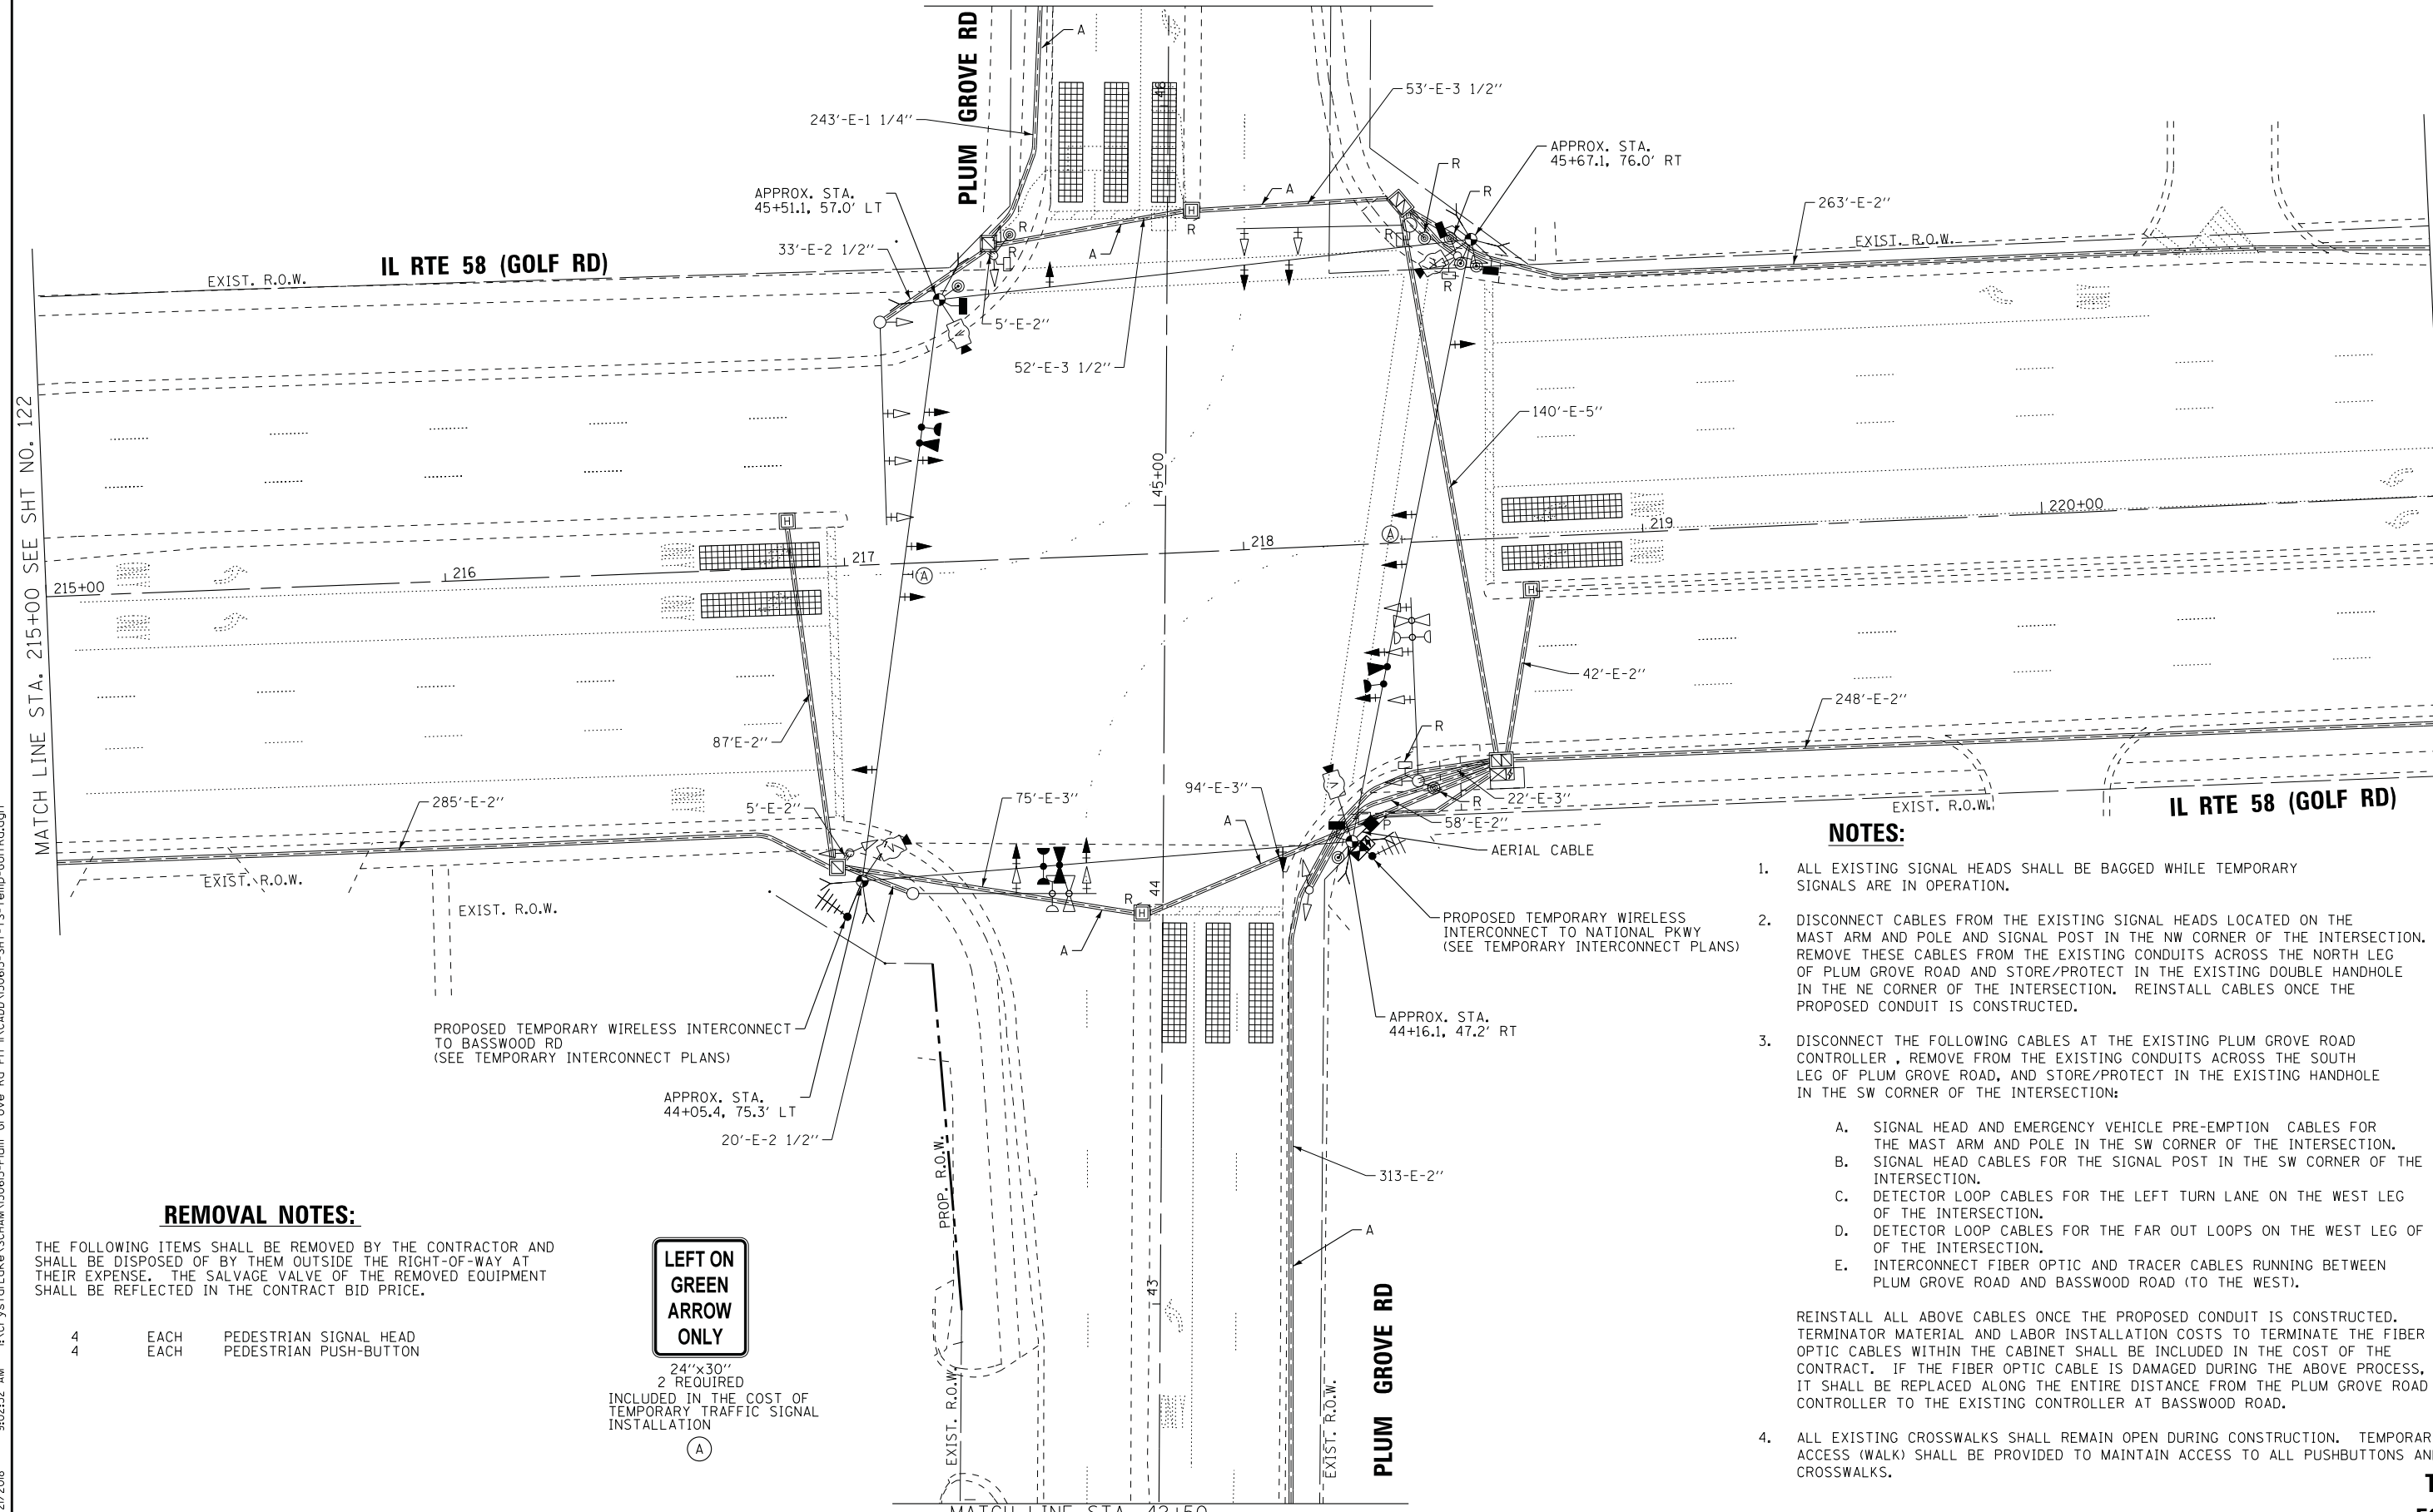 PLUM GROVE RD
A
53'-E-3 1/2''
243'-E-1 1/4''
46
APPROX. STA.
45+67.1, 76.0' RT
R
R
A
APPROX. STA.
45+51.1, 57.0' LT
263'-E-2''
H
R
R
R
R
R
A
33'-E-2 1/2''
EXIST. R.O.W.
IL RTE 58 (GOLF RD)
EXIST. R.O.W.
5'-E-2''
52'-E-3 1/2''
140'-E-5''
MATCH LINE STA. 215+00 SEE SHT NO. 122
45+00
H
220+00
219
A
218
217
216
215+00
A
H
42'-E-2''
248'-E-2''
87'E-2''
R
285'-E-2''
5'-E-2''
75'-E-3''
94'-E-3''
22'-E-3''
R
A
58'-E-2''
P
AERIAL CABLE
EXIST. R.O.W.
IL RTE 58 (GOLF RD)
EXIST. R.O.W.
EXIST. R.O.W.
R
44
H
A
PROPOSED TEMPORARY WIRELESS
INTERCONNECT TO NATIONAL PKWY
(SEE TEMPORARY INTERCONNECT PLANS)
APPROX. STA.
44+16.1, 47.2' RT
PROPOSED TEMPORARY WIRELESS INTERCONNECT
TO BASSWOOD RD
(SEE TEMPORARY INTERCONNECT PLANS)
APPROX. STA.
44+05.4, 75.3' LT
20'-E-2 1/2''
PROP. R.O.W.
313-E-2''
A
43
EXIST. R.O.W.
EXIST. R.O.W.
PLUM GROVE RD
MATCH LINE STA. 42+50
REMOVAL NOTES:
THE FOLLOWING ITEMS SHALL BE REMOVED BY THE CONTRACTOR AND
SHALL BE DISPOSED OF BY THEM OUTSIDE THE RIGHT-OF-WAY AT
THEIR EXPENSE. THE SALVAGE VALVE OF THE REMOVED EQUIPMENT
SHALL BE REFLECTED IN THE CONTRACT BID PRICE.
4 EACH PEDESTRIAN SIGNAL HEAD
4 EACH PEDESTRIAN PUSH-BUTTON
LEFT ON
GREEN
ARROW
ONLY
24''x30''
2 REQUIRED
INCLUDED IN THE COST OF
TEMPORARY TRAFFIC SIGNAL
INSTALLATION
A
NOTES:
1. ALL EXISTING SIGNAL HEADS SHALL BE BAGGED WHILE TEMPORARY
SIGNALS ARE IN OPERATION.
2. DISCONNECT CABLES FROM THE EXISTING SIGNAL HEADS LOCATED ON THE
MAST ARM AND POLE AND SIGNAL POST IN THE NW CORNER OF THE INTERSECTION.
REMOVE THESE CABLES FROM THE EXISTING CONDUITS ACROSS THE NORTH LEG
OF PLUM GROVE ROAD AND STORE/PROTECT IN THE EXISTING DOUBLE HANDHOLE
IN THE NE CORNER OF THE INTERSECTION. REINSTALL CABLES ONCE THE
PROPOSED CONDUIT IS CONSTRUCTED.
3. DISCONNECT THE FOLLOWING CABLES AT THE EXISTING PLUM GROVE ROAD
CONTROLLER , REMOVE FROM THE EXISTING CONDUITS ACROSS THE SOUTH
LEG OF PLUM GROVE ROAD, AND STORE/PROTECT IN THE EXISTING HANDHOLE
IN THE SW CORNER OF THE INTERSECTION:
A. SIGNAL HEAD AND EMERGENCY VEHICLE PRE-EMPTION CABLES FOR
THE MAST ARM AND POLE IN THE SW CORNER OF THE INTERSECTION.
B. SIGNAL HEAD CABLES FOR THE SIGNAL POST IN THE SW CORNER OF THE
INTERSECTION.
C. DETECTOR LOOP CABLES FOR THE LEFT TURN LANE ON THE WEST LEG
OF THE INTERSECTION.
D. DETECTOR LOOP CABLES FOR THE FAR OUT LOOPS ON THE WEST LEG OF
OF THE INTERSECTION.
E. INTERCONNECT FIBER OPTIC AND TRACER CABLES RUNNING BETWEEN
PLUM GROVE ROAD AND BASSWOOD ROAD (TO THE WEST).
REINSTALL ALL ABOVE CABLES ONCE THE PROPOSED CONDUIT IS CONSTRUCTED.
TERMINATOR MATERIAL AND LABOR INSTALLATION COSTS TO TERMINATE THE FIBER
OPTIC CABLES WITHIN THE CABINET SHALL BE INCLUDED IN THE COST OF THE
CONTRACT. IF THE FIBER OPTIC CABLE IS DAMAGED DURING THE ABOVE PROCESS,
IT SHALL BE REPLACED ALONG THE ENTIRE DISTANCE FROM THE PLUM GROVE ROAD
CONTROLLER TO THE EXISTING CONTROLLER AT BASSWOOD ROAD.
4. ALL EXISTING CROSSWALKS SHALL REMAIN OPEN DURING CONSTRUCTION. TEMPORAR
ACCESS (WALK) SHALL BE PROVIDED TO MAINTAIN ACCESS TO ALL PUSHBUTTONS AN
CROSSWALKS.